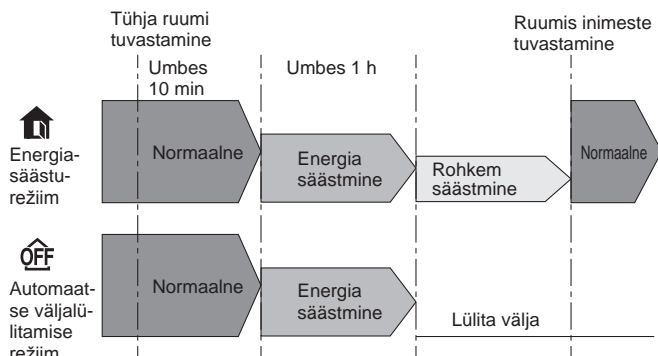 Tühja ruumi
tuvastamine
Ruumis inimeste
tuvastamine
Umbes
10 min
Umbes 1 h
Energia-
säästu-
režiim
Normaalne
Energia
säästmine
Rohkem
säästmine
Normaalne
OFF
Automaat-
se väljalü-
litamise
režiim
Normaalne
Energia
säästmine
Lülita välja